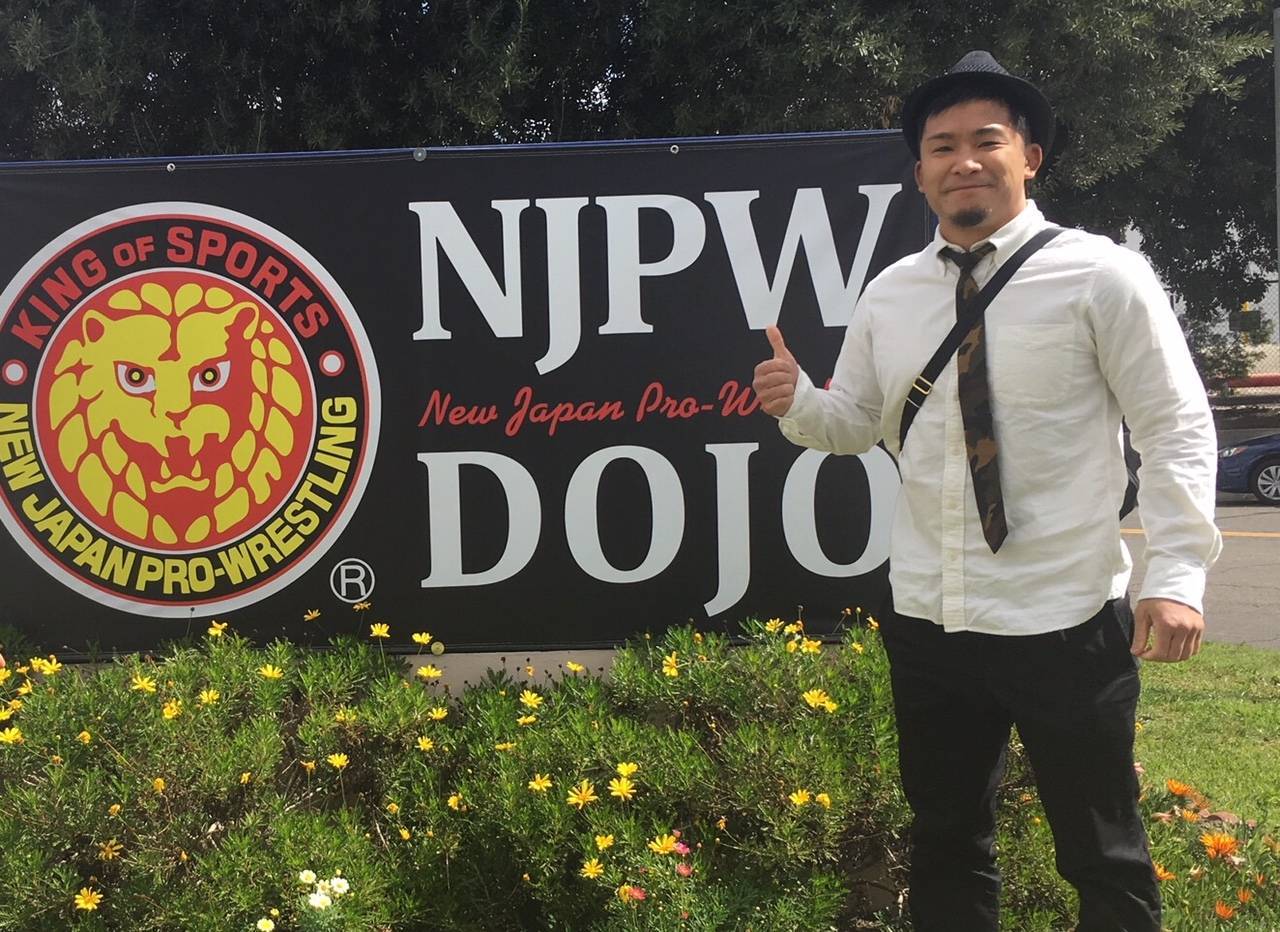 KING OF SPORTS
NEW JAPAN PRO-WRESTLING
®
NJPW
New Japan Pro-W
DOJO